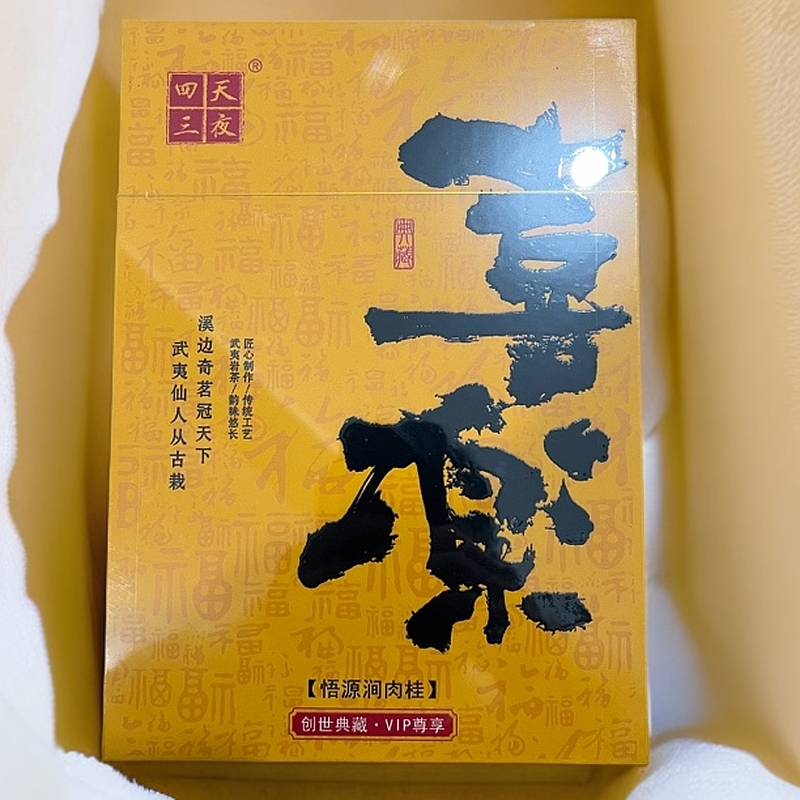 四天
三夜
®
喜
典藏
匠心制作/传统工艺
武夷岩茶/韵味悠长
溪边奇茗冠天下
武夷仙人从古栽
【悟源涧肉桂】
创世典藏·VIP尊享